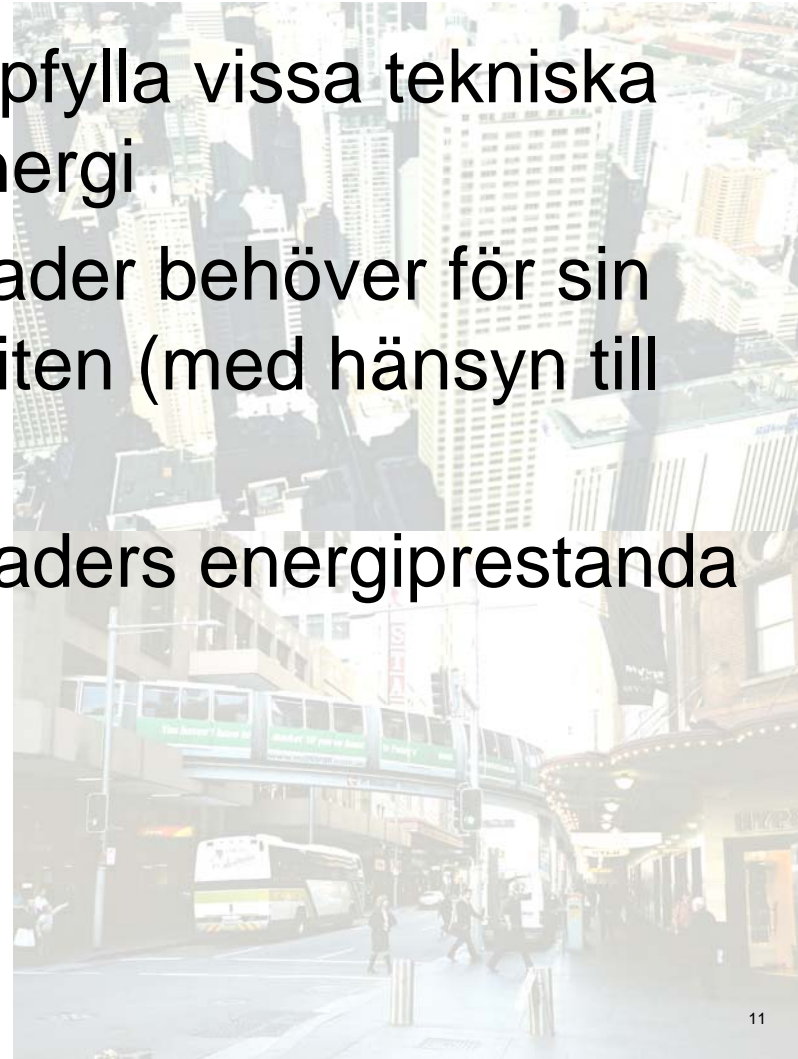 pfylla vissa tekniska
nergi
ader behöver för sin
iten (med hänsyn till
aders energiprestanda
11